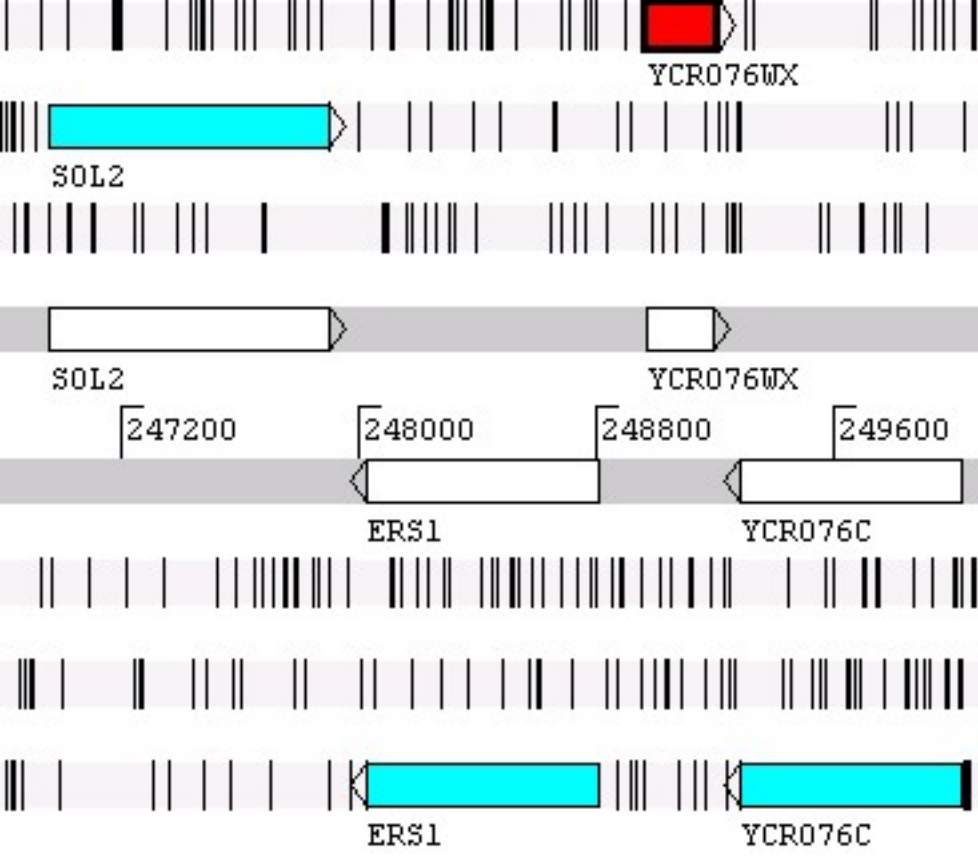 YCR076WX
SOL2
SOL2 YCR076WX
247200 248000 248800 249600
ERS1 YCR076C
ERS1 YCR076C